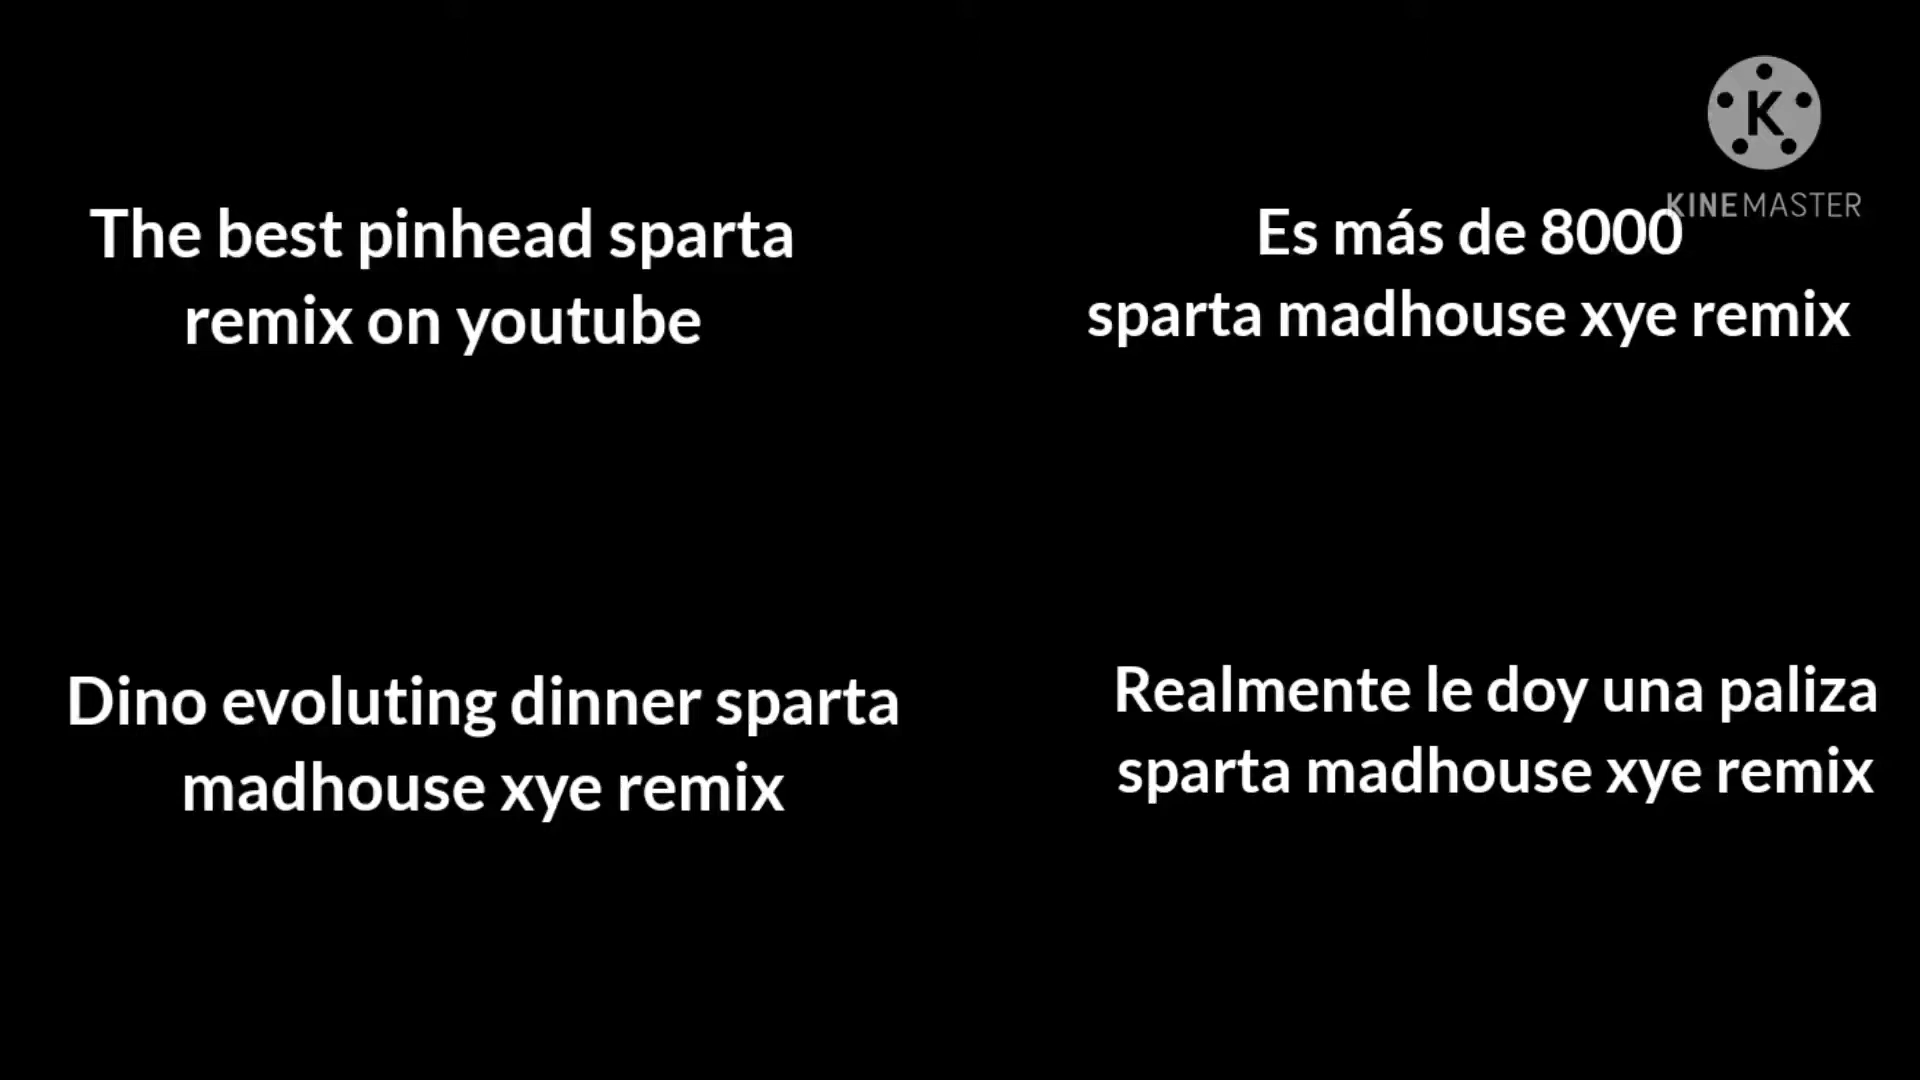 The best pinhead sparta
remix on youtube
K
KINEMASTER
Es más de 8000
sparta madhouse xye remix
Dino evoluting dinner sparta
madhouse xye remix
Realmente le doy una paliza
sparta madhouse xye remix